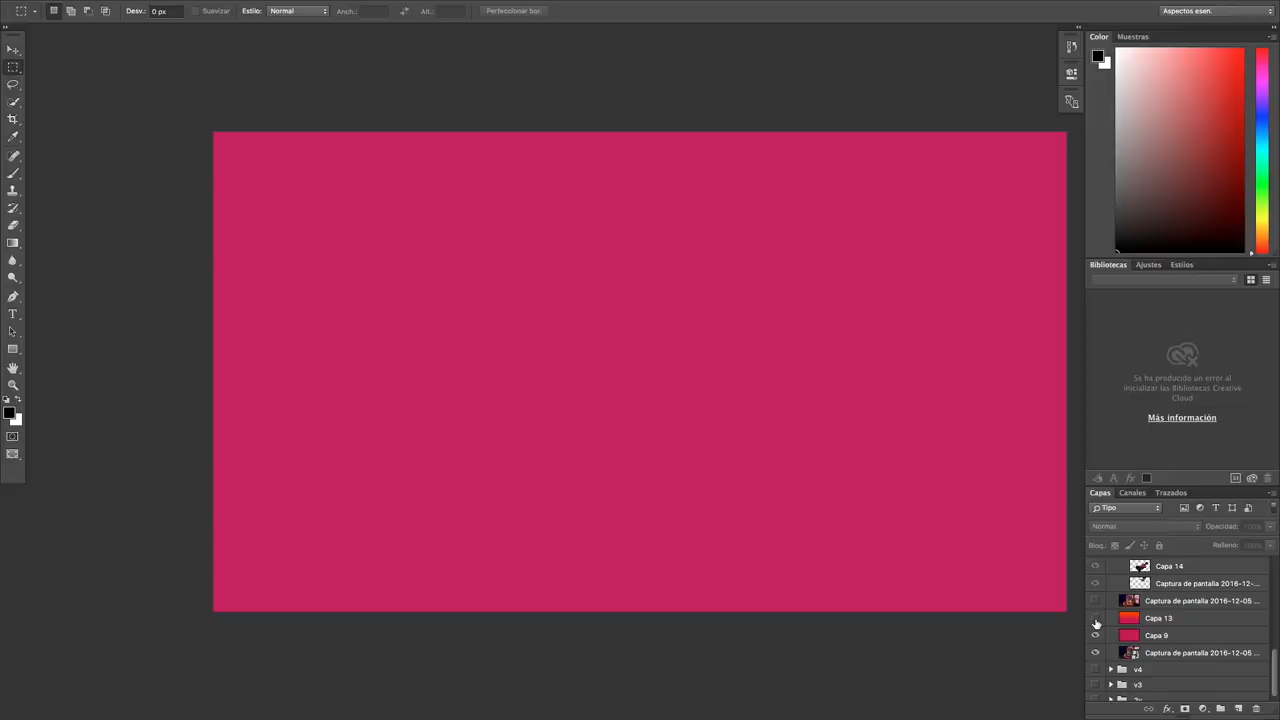 Desv.: 0 px Suavizar Estilo: Normal Anch.: Alt.: Perfeccionar bor. Aspectos esen.
Color Muestras
Bibliotecas Ajustes Estilos
Se ha producido un error al
inicializar las Bibliotecas Creative
Cloud
Más información
Capas Canales Trazados
Tipo
Normal Opacidad: 100%
Bloq.: Relleno: 100%
Capa 14
Captura de pantalla 2016-12-...
Captura de pantalla 2016-12-05 ...
Capa 13
Capa 9
Captura de pantalla 2016-12-05 ...
v4
v3